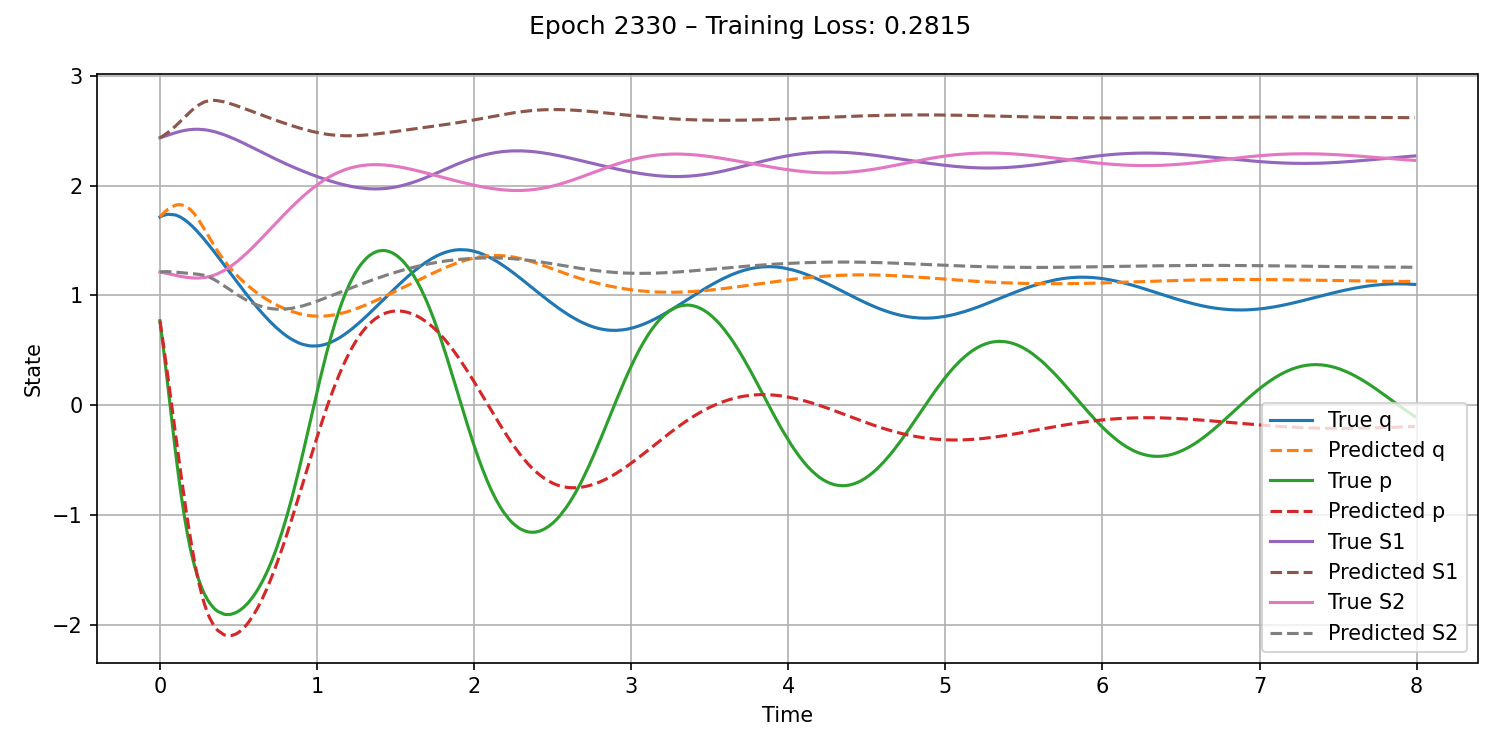 Epoch 2330 – Training Loss: 0.2815
3
2
1
0
−1
−2
State
0 1 2 3 4 5 6 7 8
Time
True q
Predicted q
True p
Predicted p
True S1
Predicted S1
True S2
Predicted S2